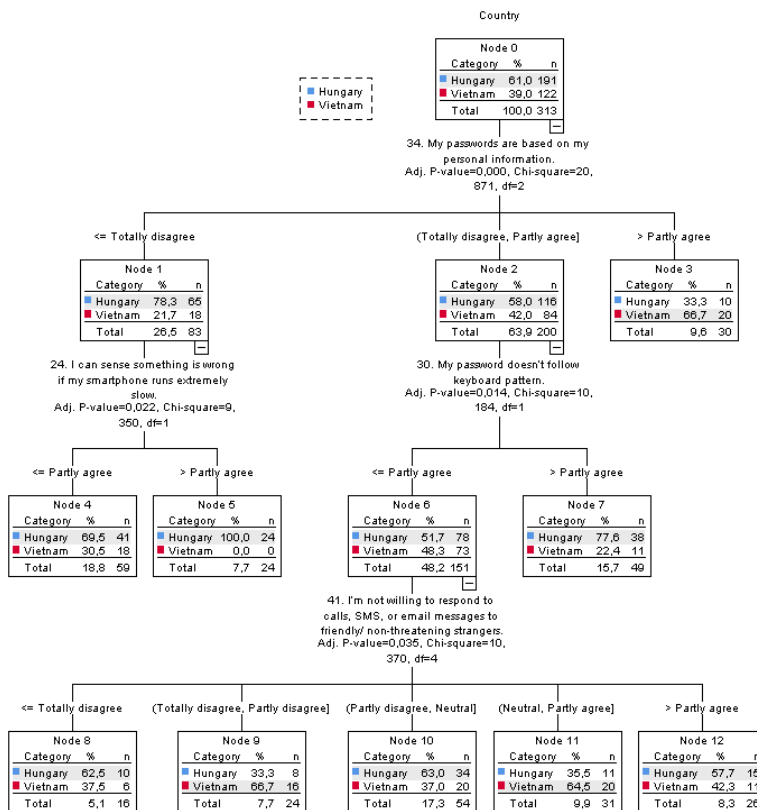 Country
Hungary
Vietnam
Node 0
Category % n
Hungary 61,0 191
Vietnam 39,0 122
Total 100,0 313
34. My passwords are based on my
personal information.
Adj. P-value=0,000, Chi-square=20,
871, df=2
<= Totally disagree
(Totally disagree, Partly agree]
> Partly agree
Node 1
Category % n
Hungary 78,3 65
Vietnam 21,7 18
Total 26,5 83
Node 2
Category % n
Hungary 58,0 116
Vietnam 42,0 84
Total 63,9 200
Node 3
Category % n
Hungary 33,3 10
Vietnam 66,7 20
Total 9,6 30
24. I can sense something is wrong
if my smartphone runs extremely
slow.
Adj. P-value=0,022, Chi-square=9,
350, df=1
30. My password doesn't follow
keyboard pattern.
Adj. P-value=0,014, Chi-square=10,
184, df=1
<= Partly agree
> Partly agree
<= Partly agree
> Partly agree
Node 4
Category % n
Hungary 69,5 41
Vietnam 30,5 18
Total 18,8 59
Node 5
Category % n
Hungary 100,0 24
Vietnam 0,0 0
Total 7,7 24
Node 6
Category % n
Hungary 51,7 78
Vietnam 48,3 73
Total 48,2 151
Node 7
Category % n
Hungary 77,6 38
Vietnam 22,4 11
Total 15,7 49
41. I'm not willing to respond to
calls, SMS, or email messages to
friendly/ non-threatening strangers.
Adj. P-value=0,035, Chi-square=10,
370, df=4
<= Totally disagree
(Totally disagree, Partly disagree]
(Partly disagree, Neutral]
(Neutral, Partly agree]
> Partly agree
Node 8
Category % n
Hungary 62,5 10
Vietnam 37,5 6
Total 5,1 16
Node 9
Category % n
Hungary 33,3 8
Vietnam 66,7 16
Total 7,7 24
Node 10
Category % n
Hungary 63,0 34
Vietnam 37,0 20
Total 17,3 54
Node 11
Category % n
Hungary 35,5 11
Vietnam 64,5 20
Total 9,9 31
Node 12
Category % n
Hungary 57,7 15
Vietnam 42,3 11
Total 8,3 26